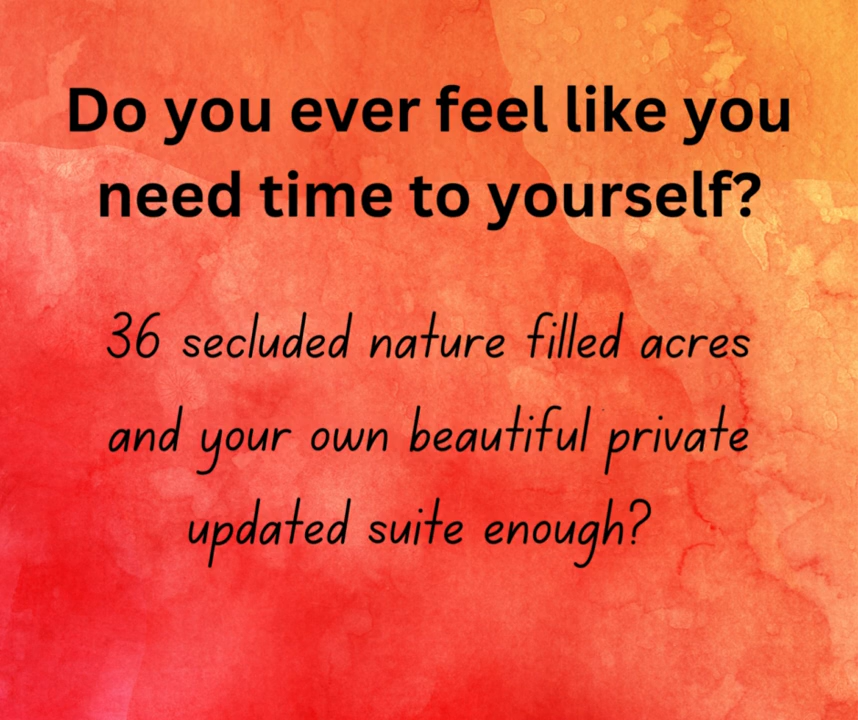 Do you ever feel like you
need time to yourself?
36 secluded nature filled acres
and your own beautiful private
updated suite enough?